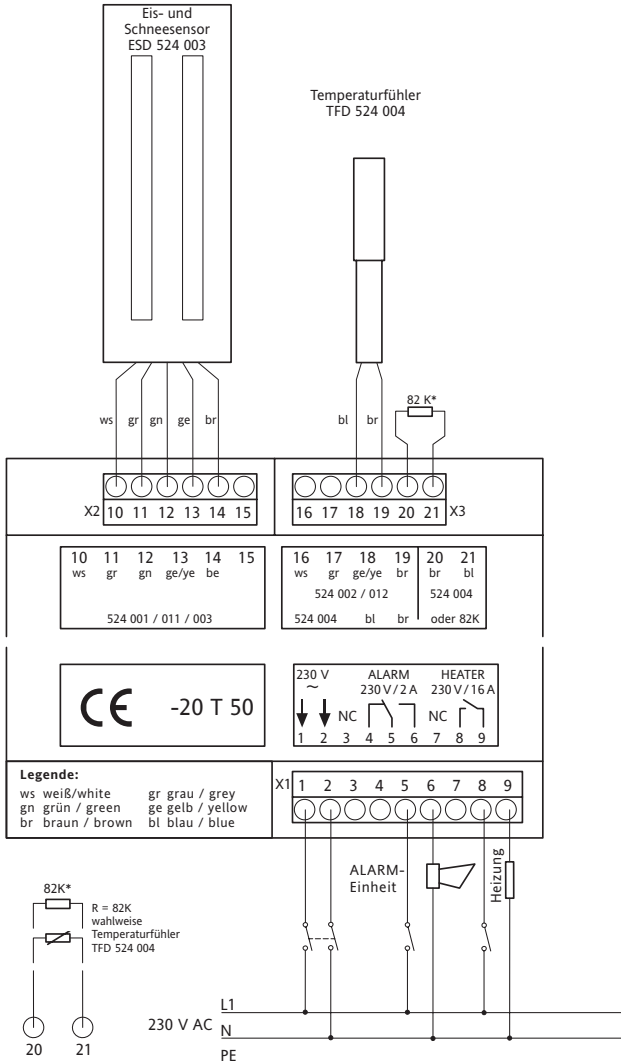 Eis- und
Schneesensor
ESD 524 003
Temperaturfühler
TFD 524 004
ws gr gn ge br
bl br
82 K*
X2 10 11 12 13 14 15
16 17 18 19 20 21 X3
10 11 12 13 14 15
ws gr gn ge/ye be
524 001 / 011 / 003
16 17 18 19 20 21
ws gr ge/ye br br bl
524 002 / 012 524 004
524 004 bl br oder 82K
CE -20 T 50
230 V ALARM HEATER
~ 230 V/2 A 230 V/16 A
NC NC
1 2 3 4 5 6 7 8 9
Legende:
ws weiß/white gr grau / grey
gn grün / green ge gelb / yellow
br braun / brown bl blau / blue
X1 1 2 3 4 5 6 7 8 9
ALARM-
Einheit
Heizung
82K*
R = 82K
wahlweise
Temperaturfühler
TFD 524 004
20 21
230 V AC
L1
N
PE